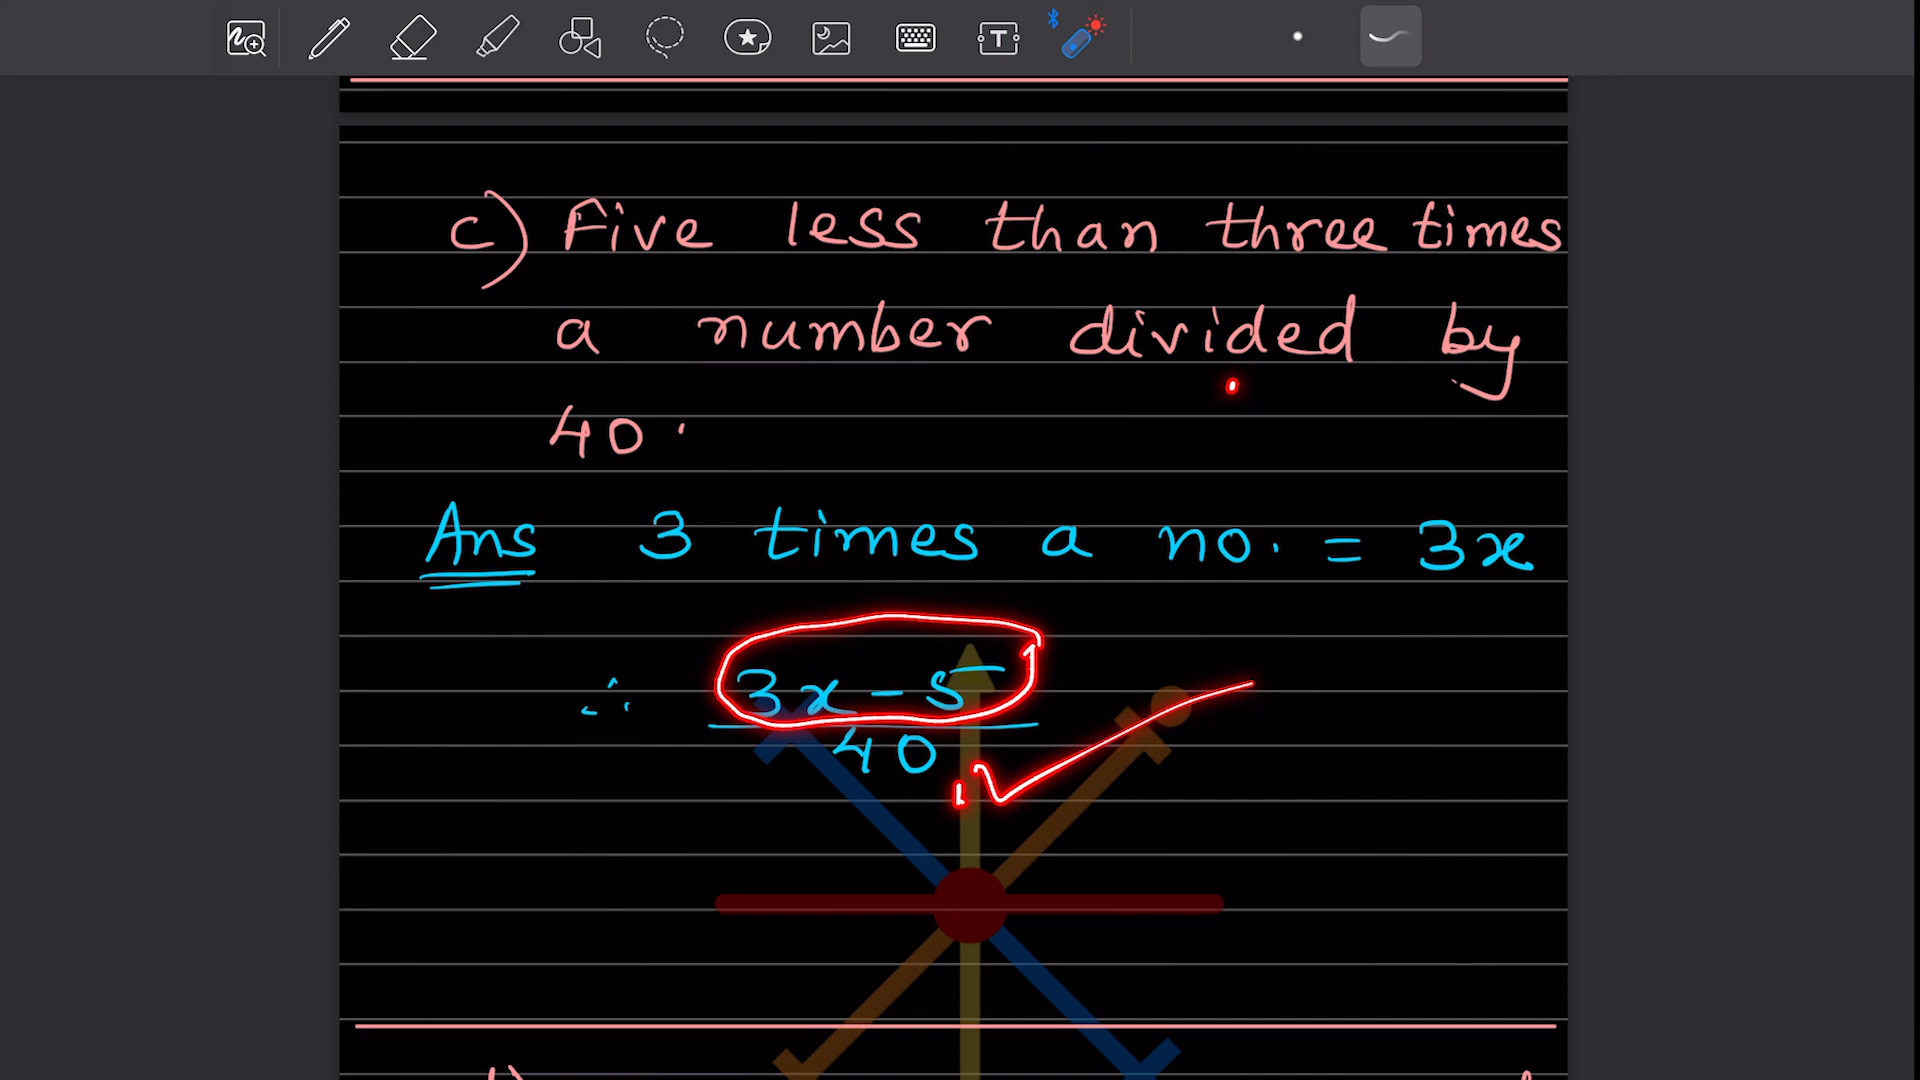 c) Five less than three times
a number divided by
40.
Ans 3 times a no. = 3x
∴ 3x - 5
40